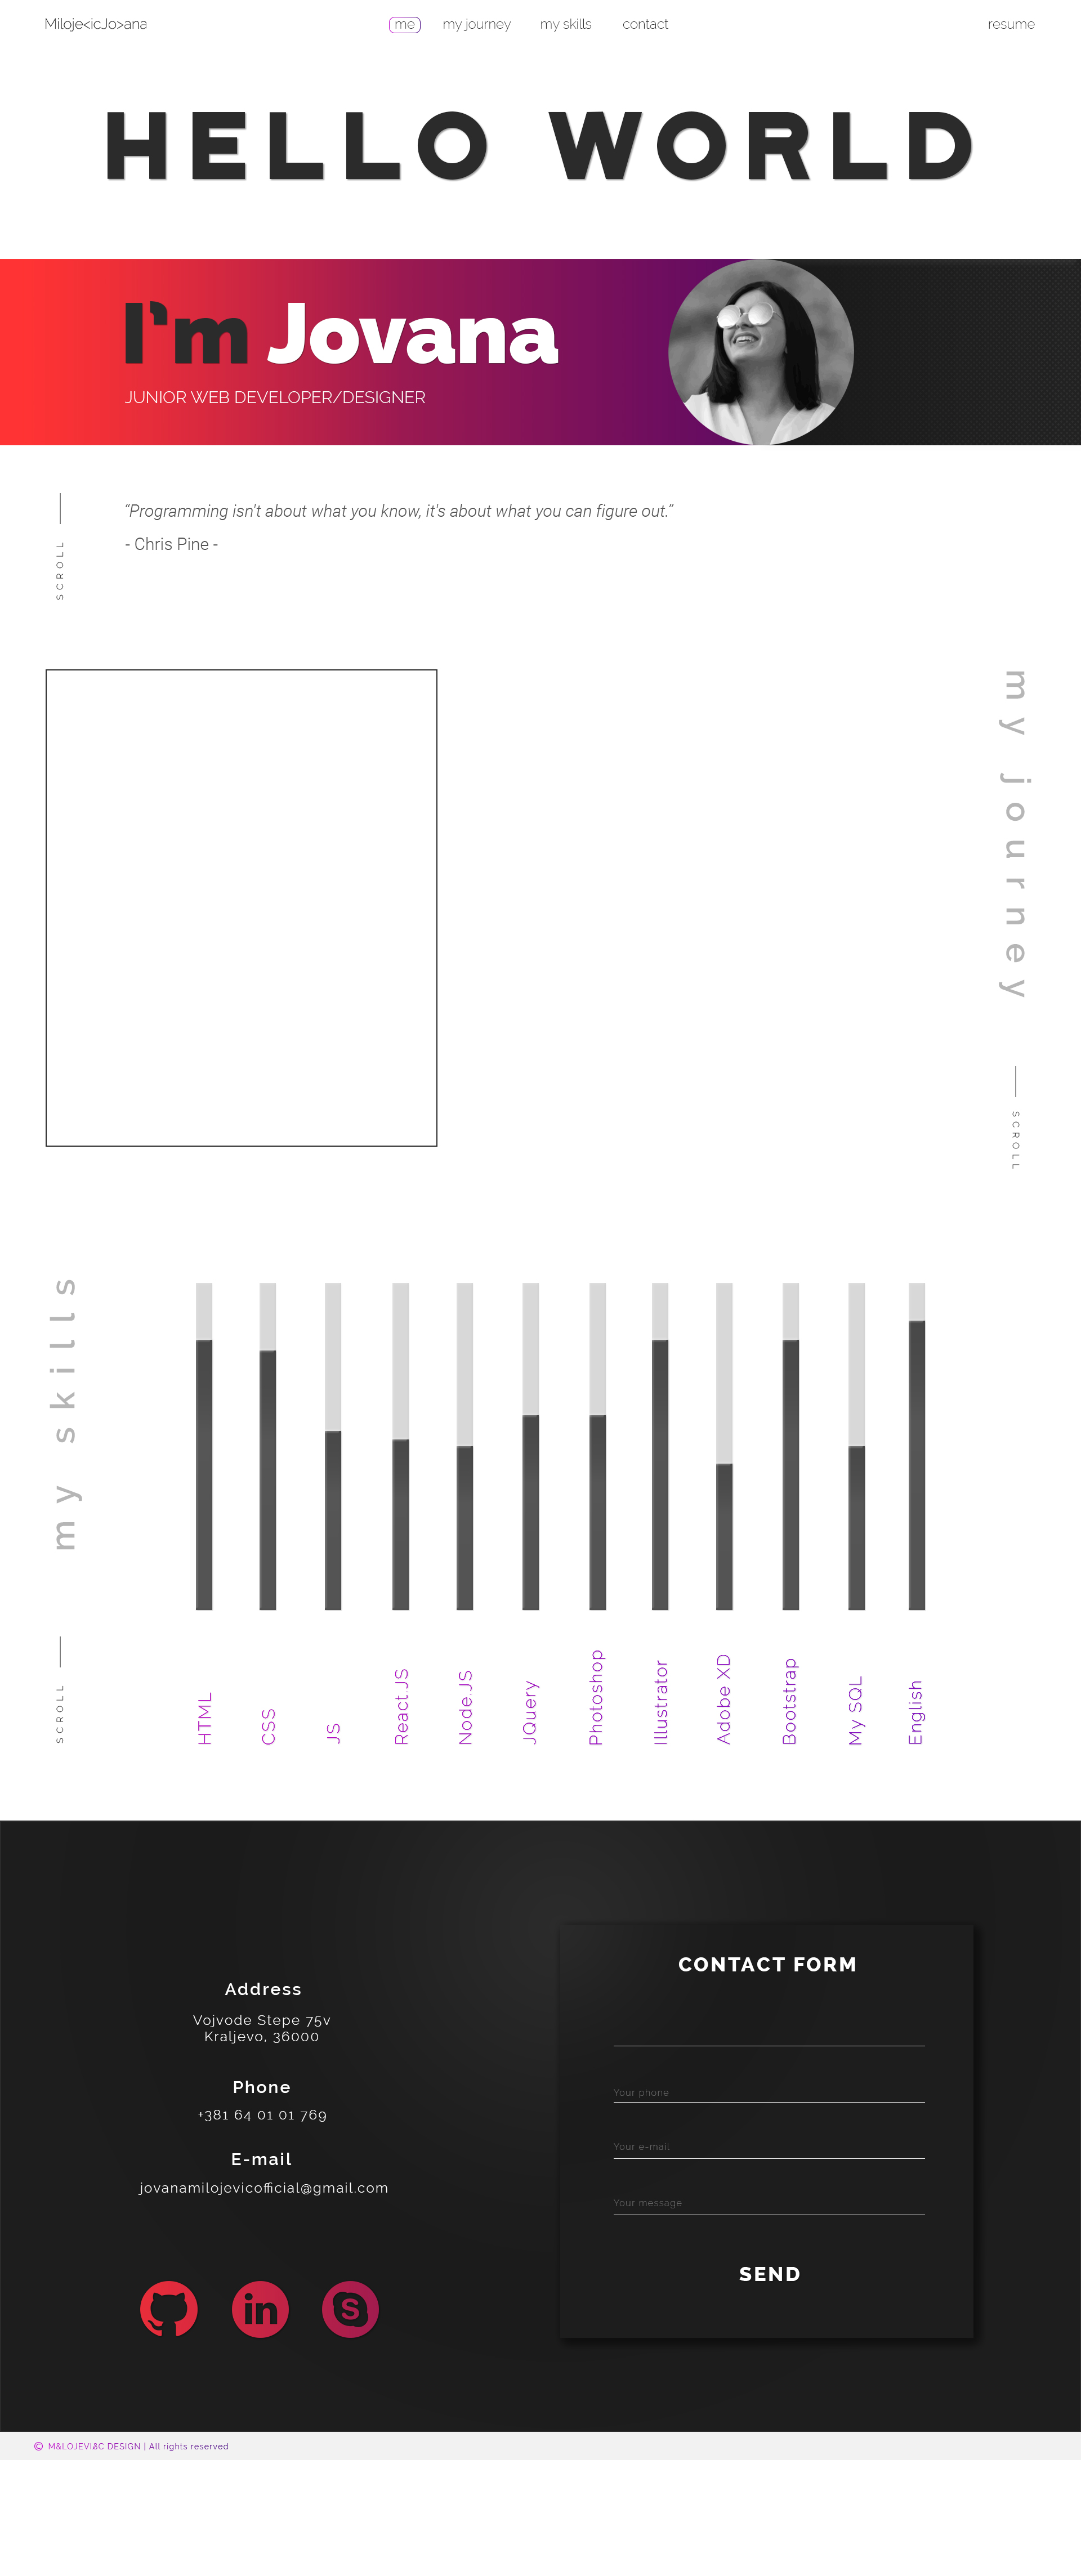 Miloje<icJo>ana
me
my journey
my skills
contact
resume
HELLO WORLD
I'm Jovana
JUNIOR WEB DEVELOPER/DESIGNER
SCROLL
“Programming isn't about what you know, it's about what you can figure out.”
- Chris Pine -
my journey
SCROLL
my skills
SCROLL
HTML
CSS
JS
React.JS
Node.JS
JQuery
Photoshop
Illustrator
Adobe XD
Bootstrap
My SQL
English
Address
Vojvode Stepe 75v
Kraljevo, 36000
Phone
+381 64 01 01 769
E-mail
jovanamilojevicofficial@gmail.com
in
S
CONTACT FORM
Your phone
Your e-mail
Your message
SEND
© DESIGN | All rights reserved